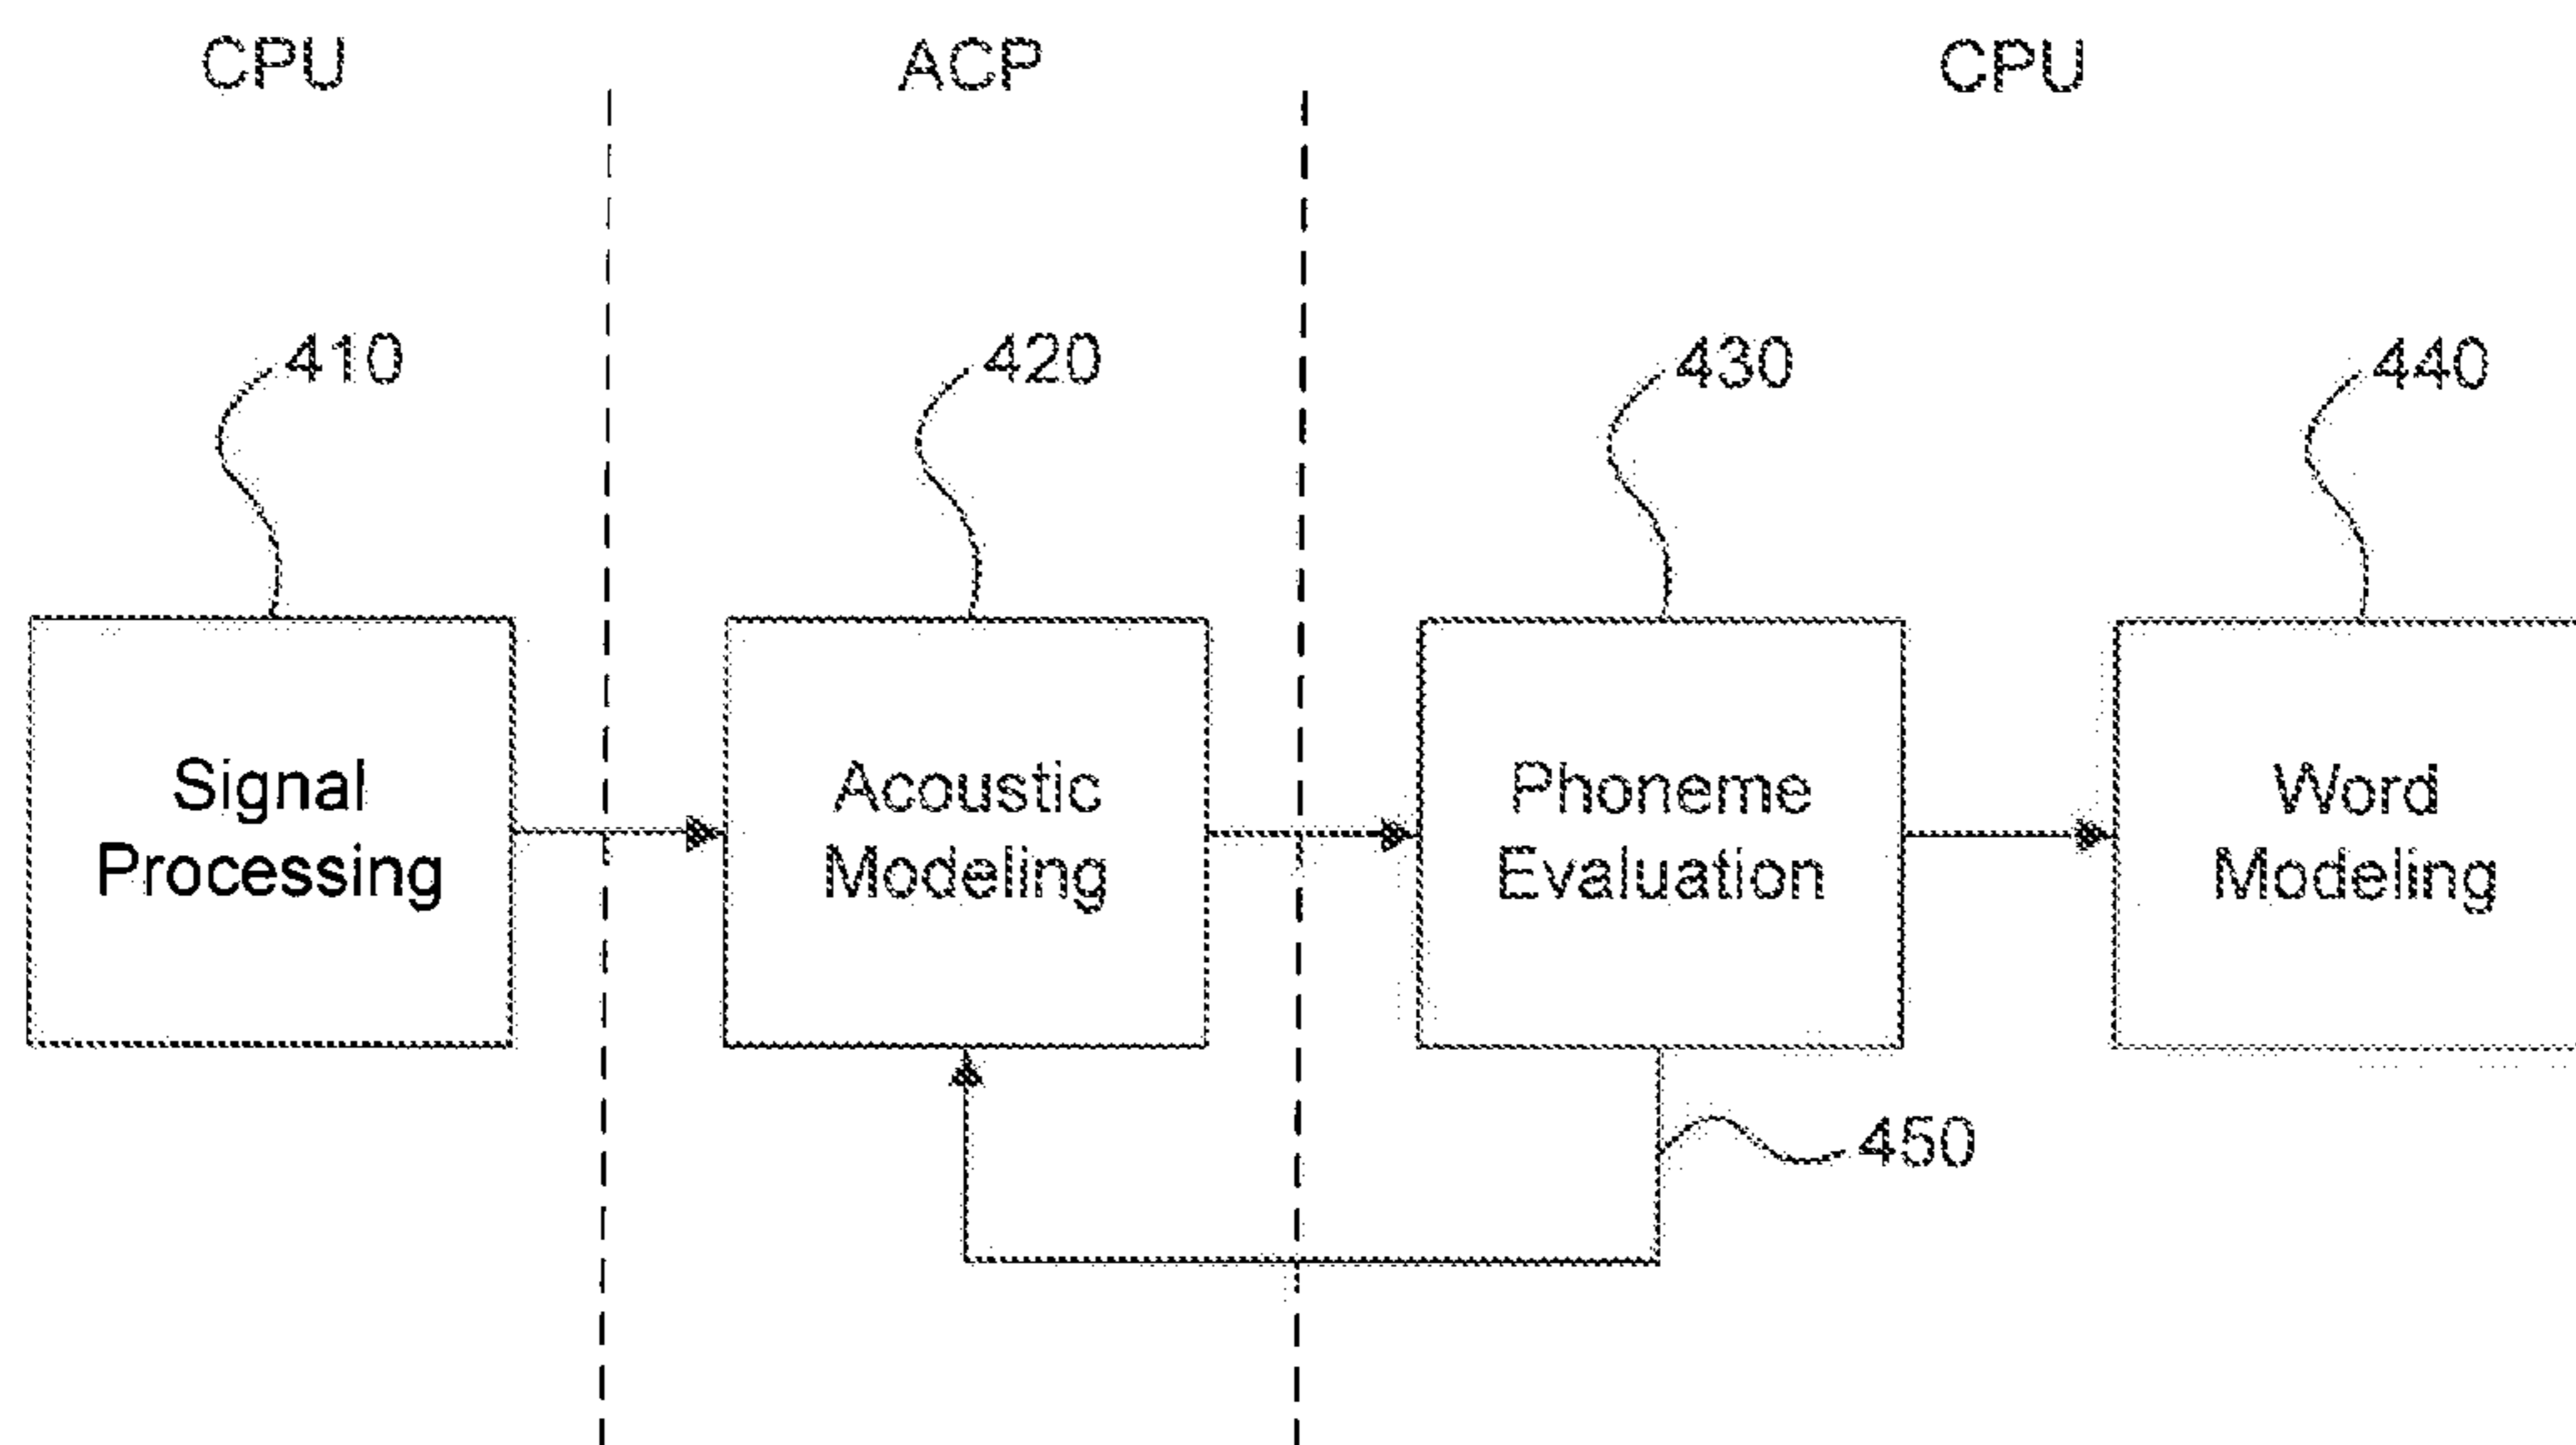 CPU
ACP
CPU
410
420
430
440
Signal
Processing
Acoustic
Modeling
Phoneme
Evaluation
Word
Modeling
450